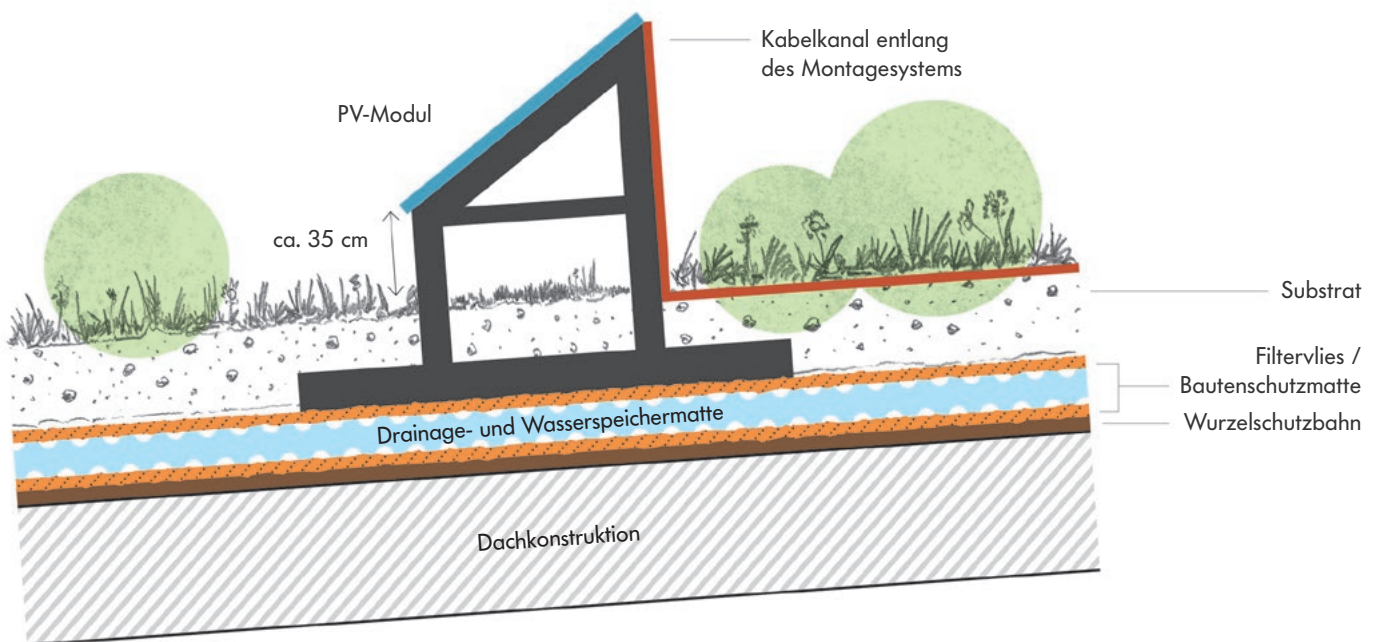 Kabelkanal entlang
des Montagesystems
PV-Modul
ca. 35 cm
Substrat
Filtervlies /
Bautenschutzmatte
Drainage- und Wasserspeichermatte
Wurzelschutzbahn
Dachkonstruktion